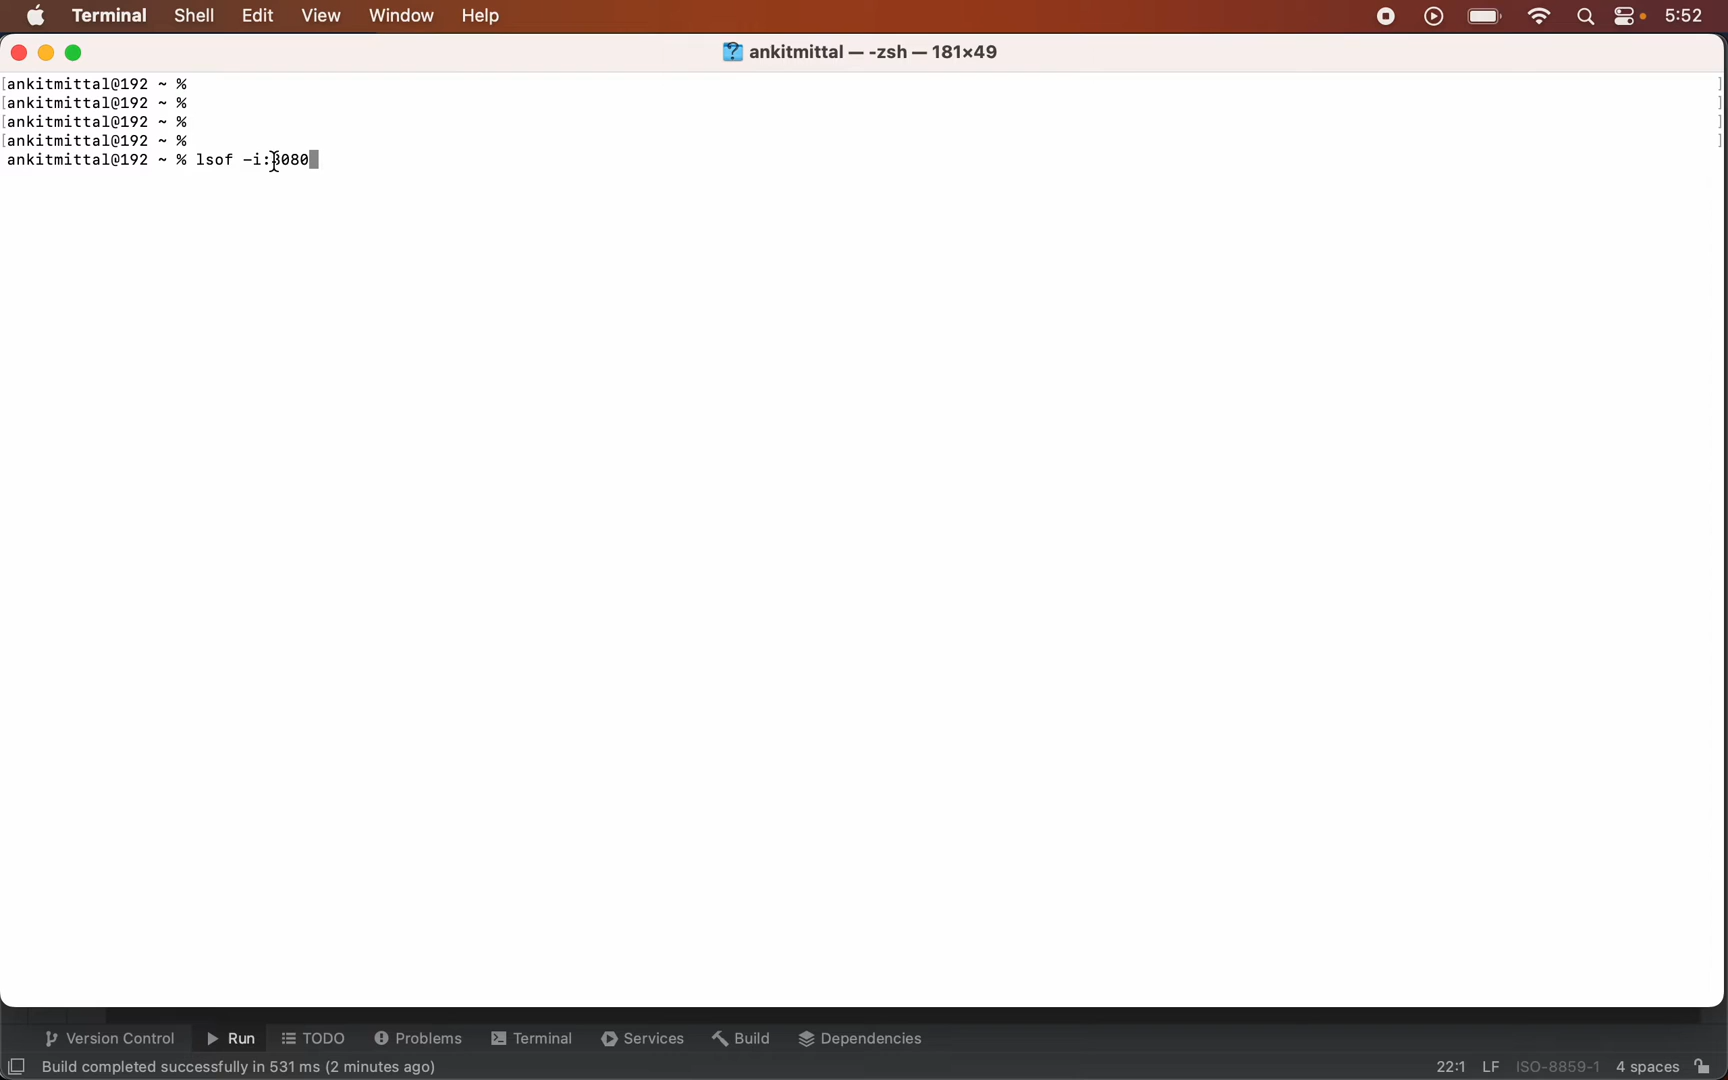 Terminal Shell Edit View Window Help 5:52
ankitmittal — -zsh — 181×49
[ankitmittal@192 ~ % ]
[ankitmittal@192 ~ % ]
[ankitmittal@192 ~ % ]
[ankitmittal@192 ~ % ]
ankitmittal@192 ~ % lsof -i:8080
Version Control Run TODO Problems Terminal Services Build Dependencies
Build completed successfully in 531 ms (2 minutes ago) 22:1 LF ISO-8859-1 4 spaces